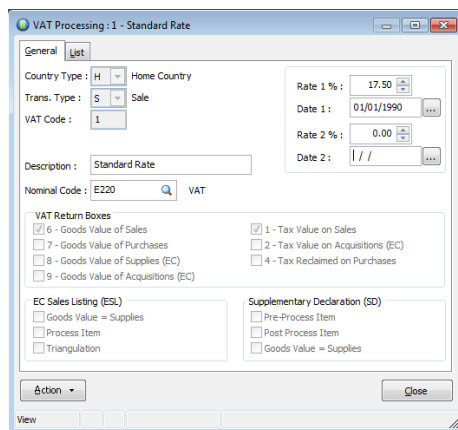 VAT Processing : 1 - Standard Rate
General List
Country Type : H Home Country
Trans. Type : S Sale
VAT Code : 1
Rate 1 % : 17.50
Date 1 : 01/01/1990 ...
Rate 2 % : 0.00
Date 2 : / / ...
Description : Standard Rate
Nominal Code : E220 VAT
VAT Return Boxes
6 - Goods Value of Sales 1 - Tax Value on Sales
7 - Goods Value of Purchases 2 - Tax Value on Acquisitions (EC)
8 - Goods Value of Supplies (EC) 4 - Tax Reclaimed on Purchases
9 - Goods Value of Acquisitions (EC)
EC Sales Listing (ESL) Supplementary Declaration (SD)
Goods Value = Supplies Pre-Process Item
Process Item Post Process Item
Triangulation Goods Value = Supplies
Action Close
View